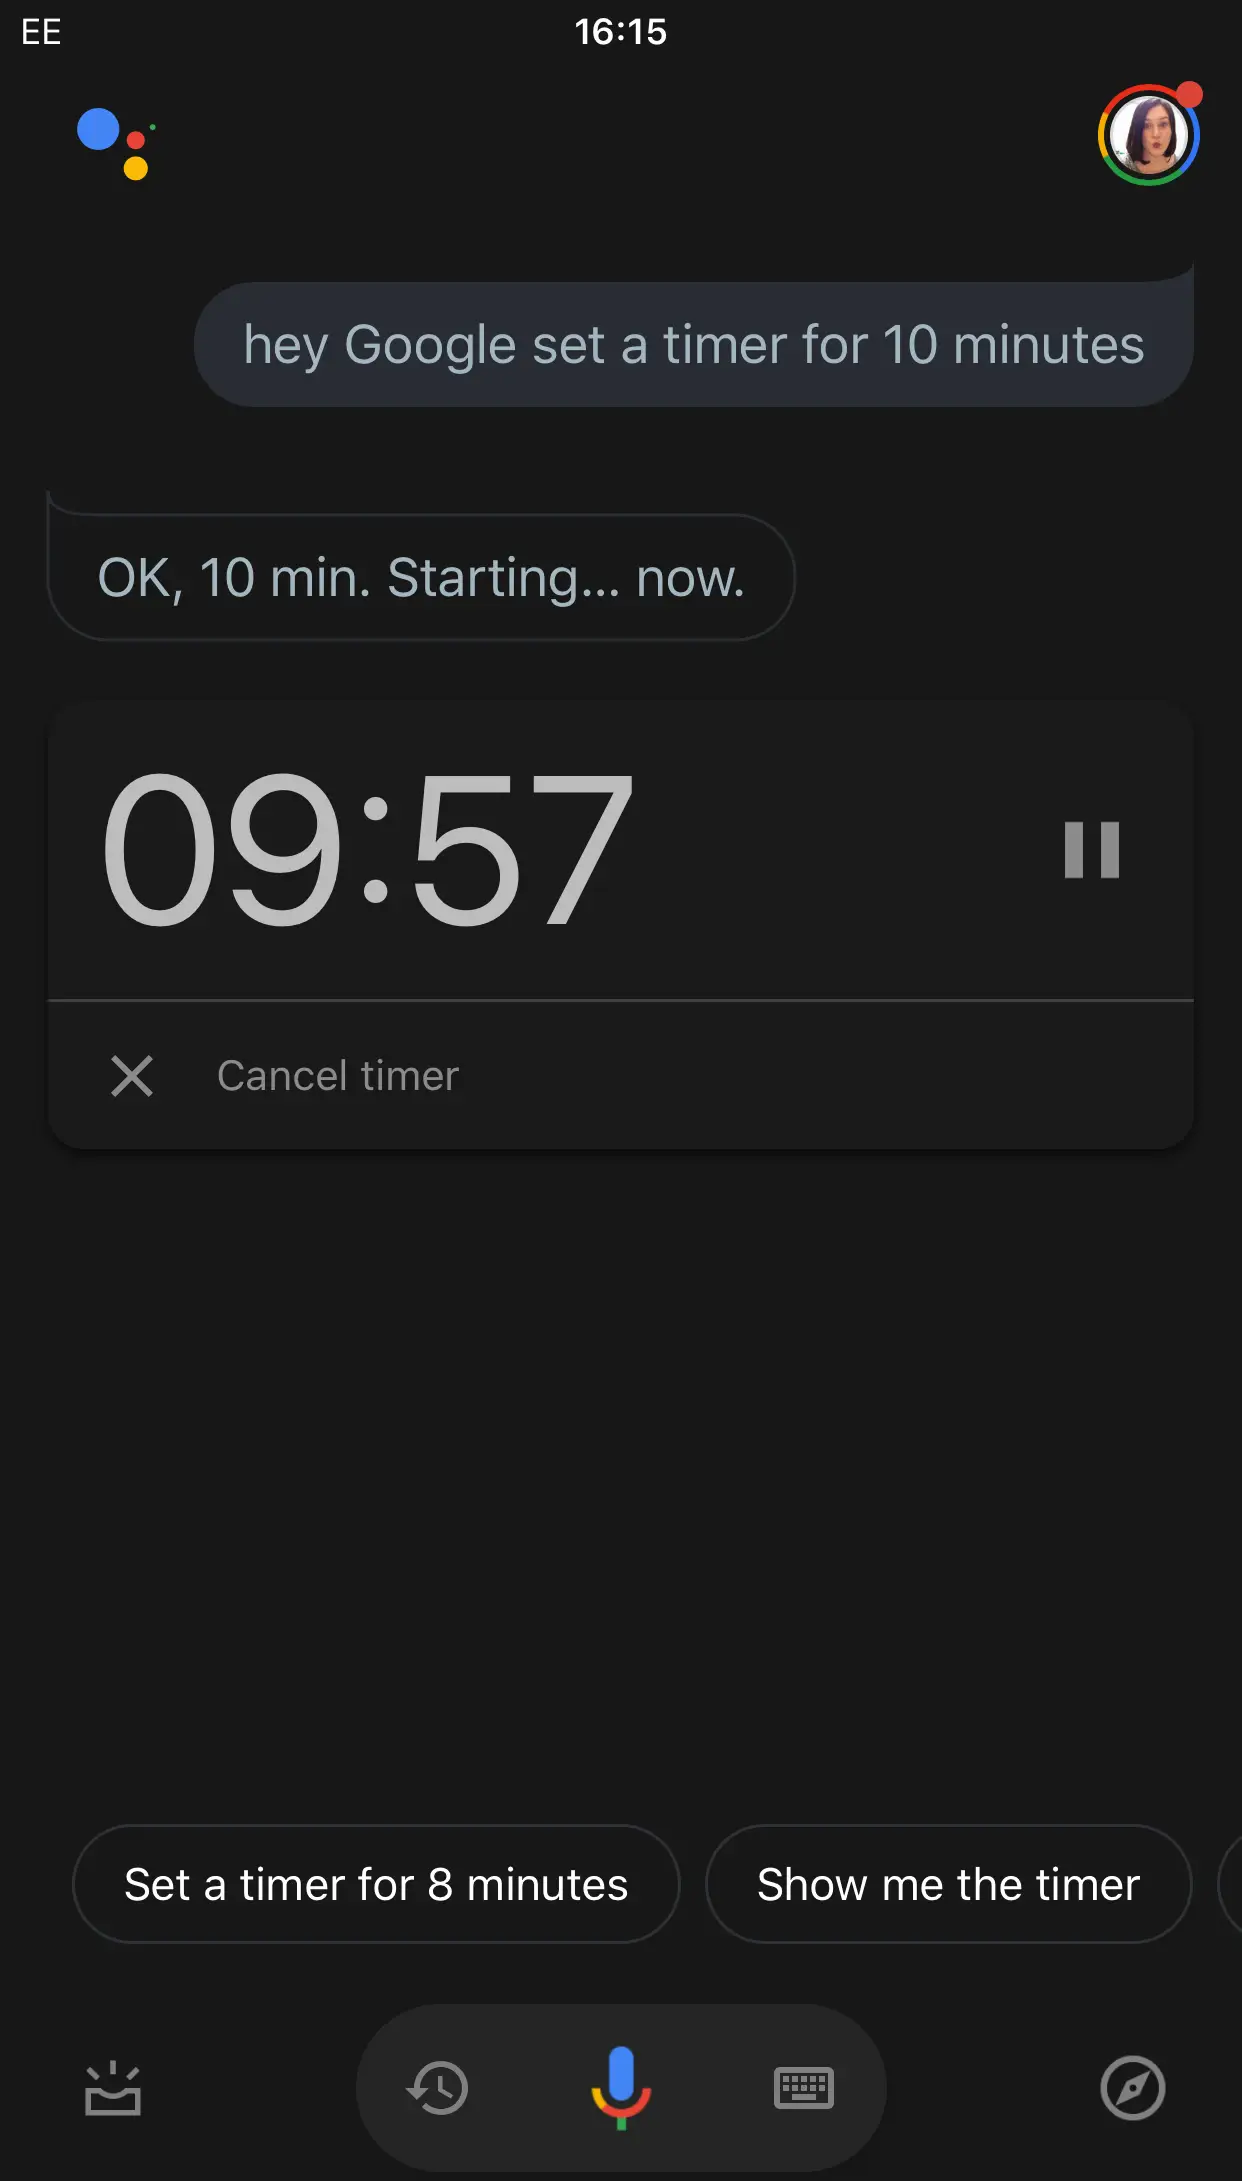 EE
16:15
hey Google set a timer for 10 minutes
OK, 10 min. Starting... now.
09:57
Cancel timer
Set a timer for 8 minutes
Show me the timer